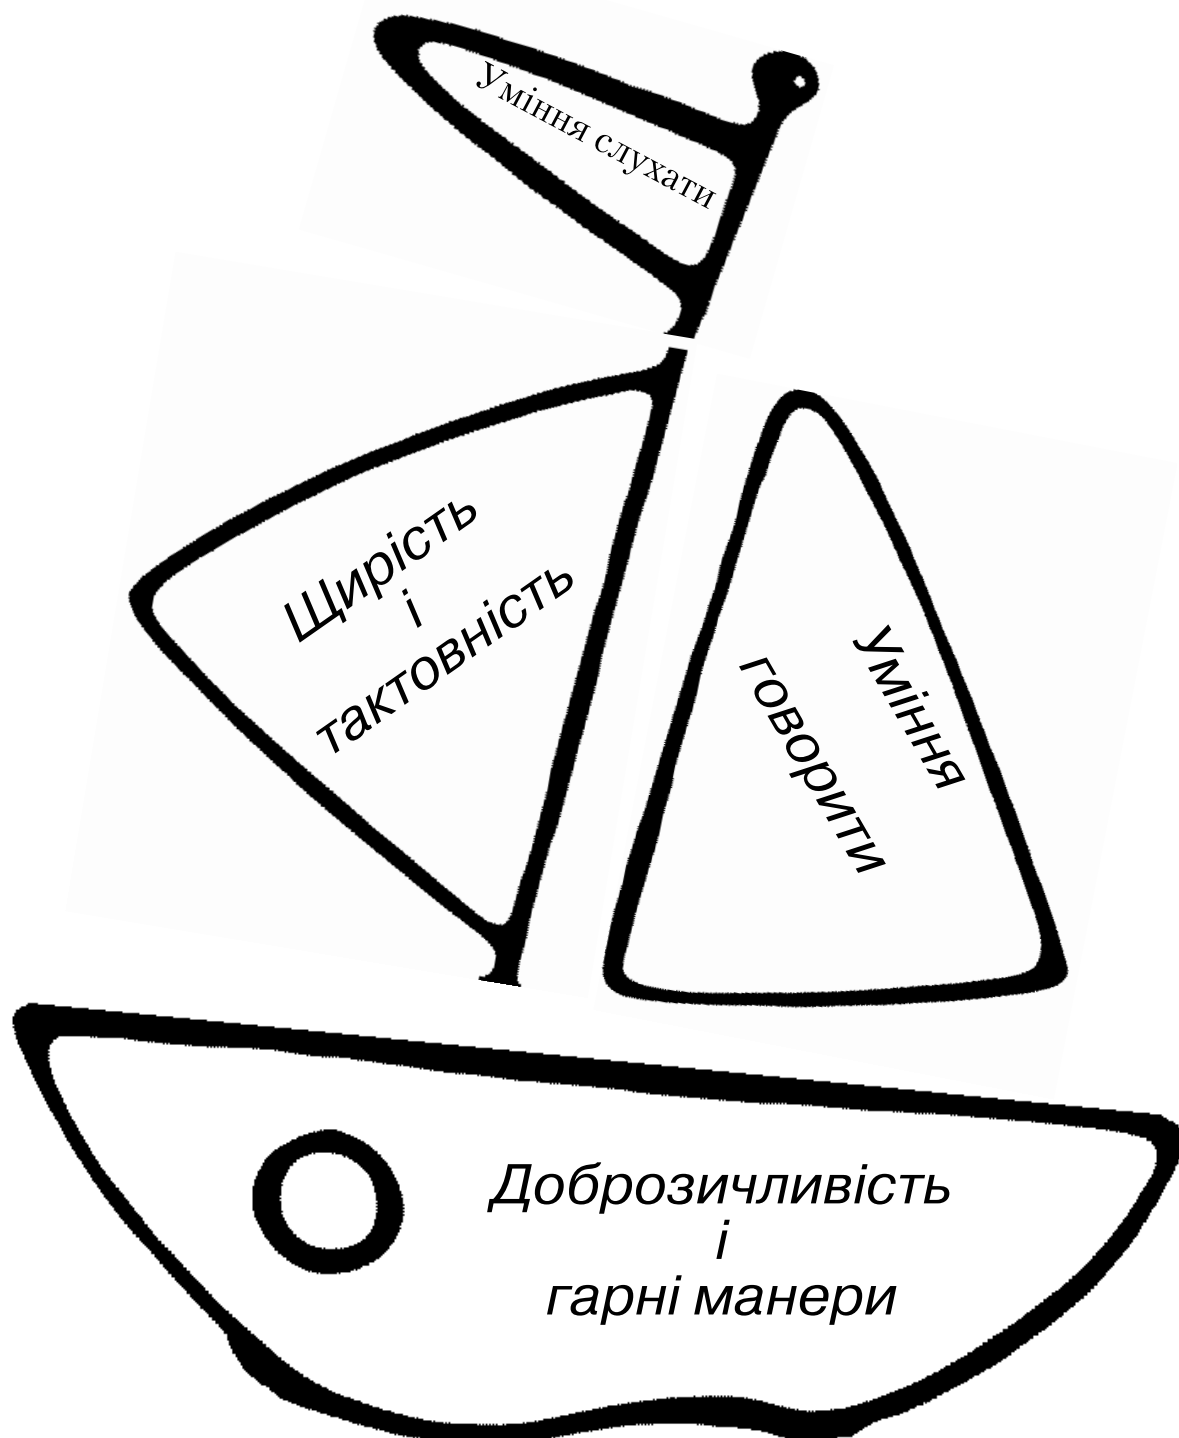 Уміння слухати
Щирість
і
тактовність
Уміння
говорити
Доброзичливість
і
гарні манери